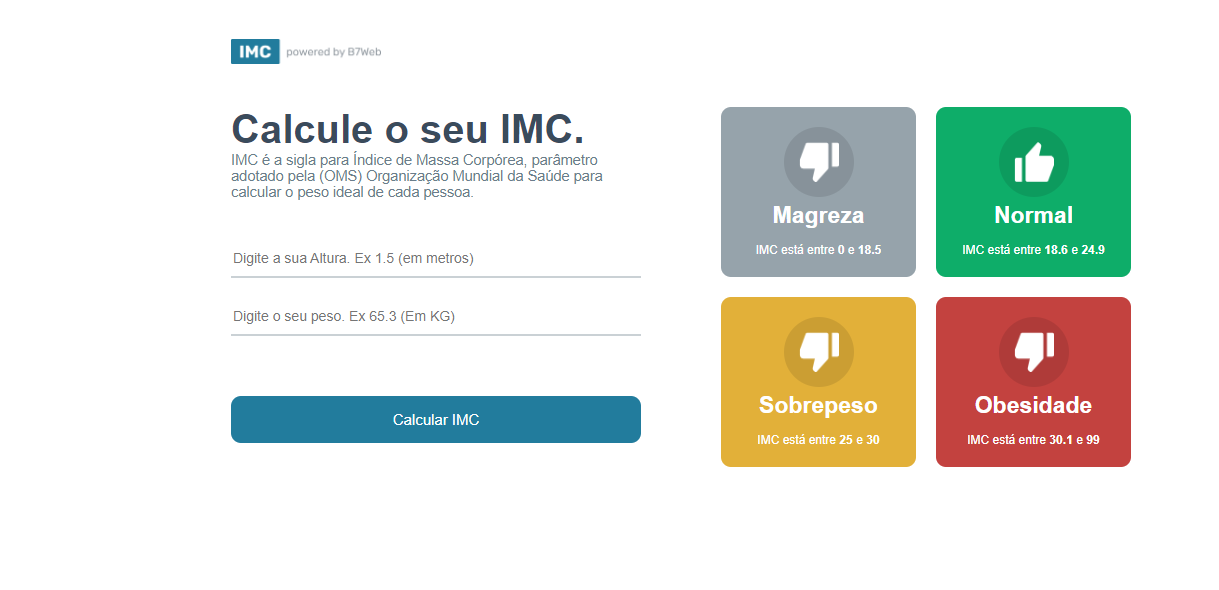 IMC powered by B7Web
Calcule o seu IMC.
IMC é a sigla para Índice de Massa Corpórea, parâmetro
adotado pela (OMS) Organização Mundial da Saúde para
calcular o peso ideal de cada pessoa.
Digite a sua Altura. Ex 1.5 (em metros)
Digite o seu peso. Ex 65.3 (Em KG)
Calcular IMC
Magreza
IMC está entre 0 e 18.5
Normal
IMC está entre 18.6 e 24.9
Sobrepeso
IMC está entre 25 e 30
Obesidade
IMC está entre 30.1 e 99